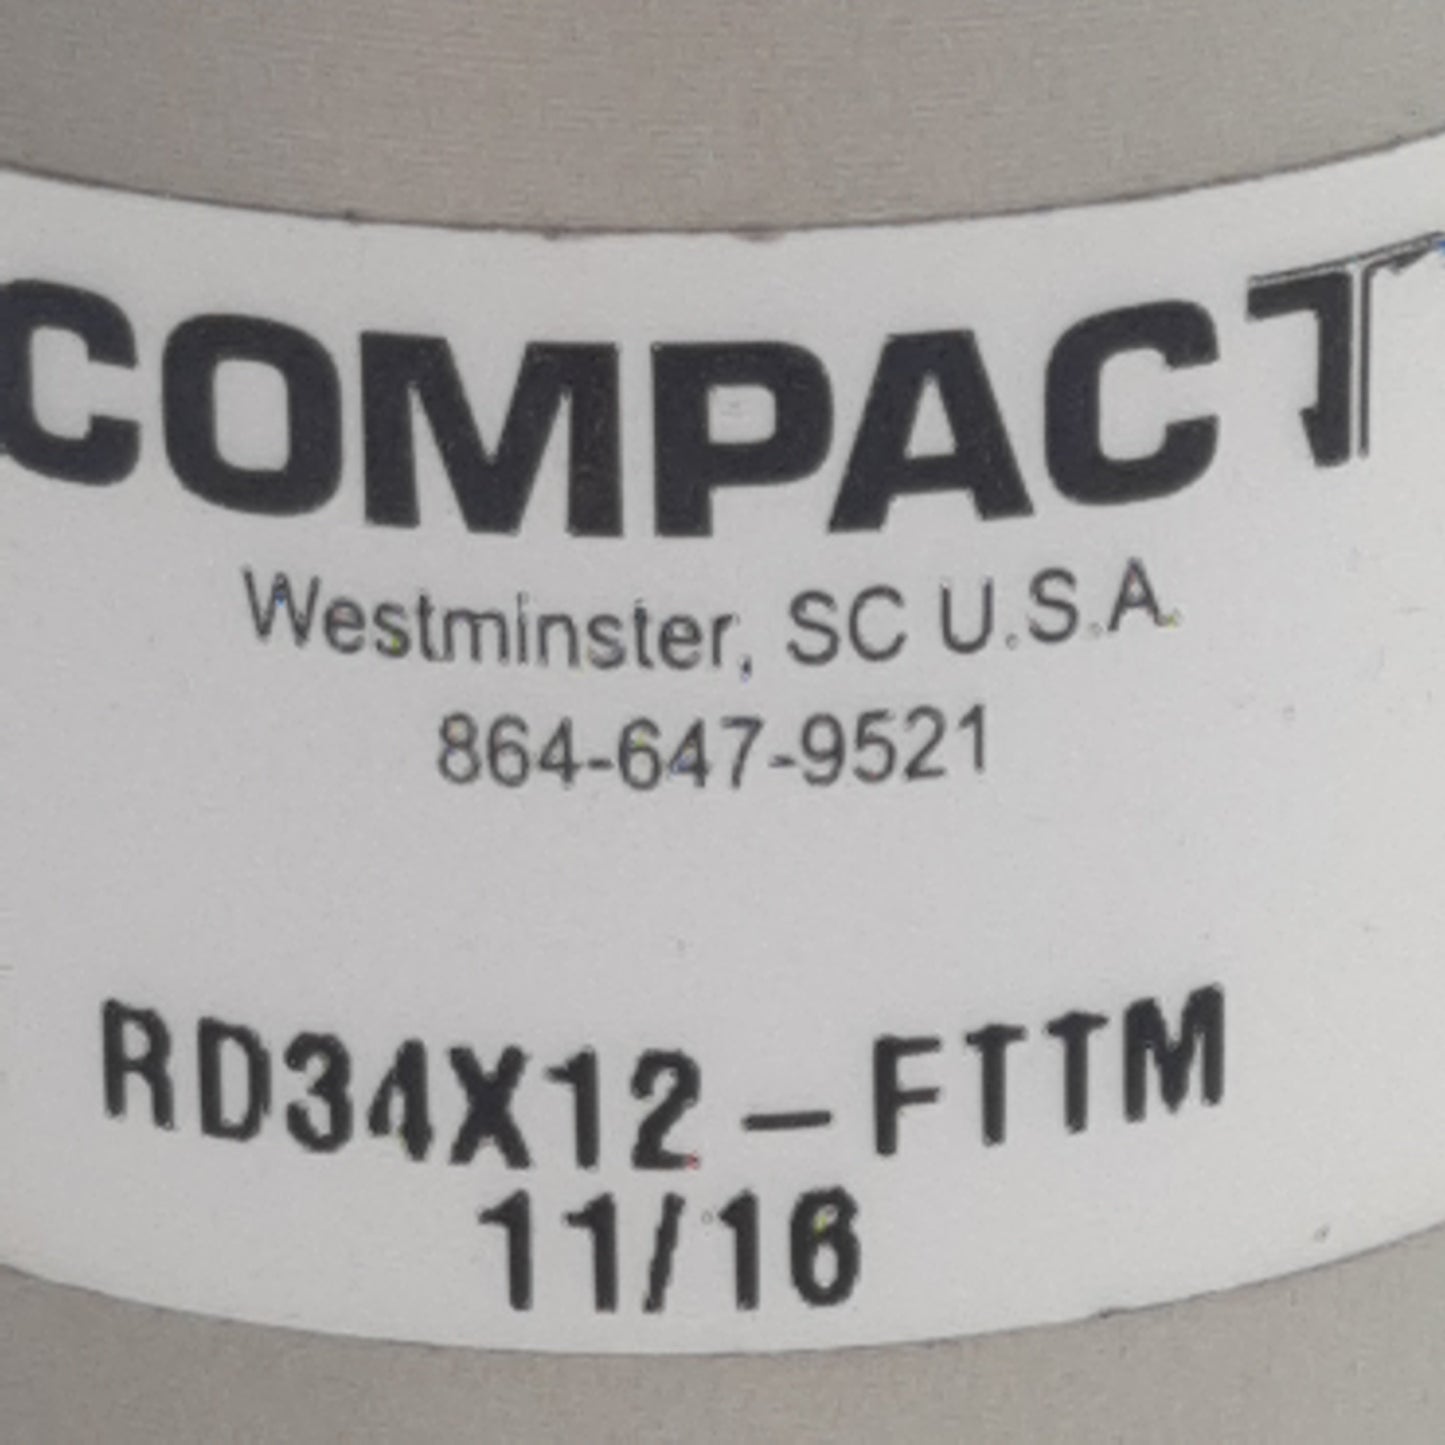 COMPACT
Westminster, SC U.S.A.
864-647-9521
RD34X12-FTTM
11/16